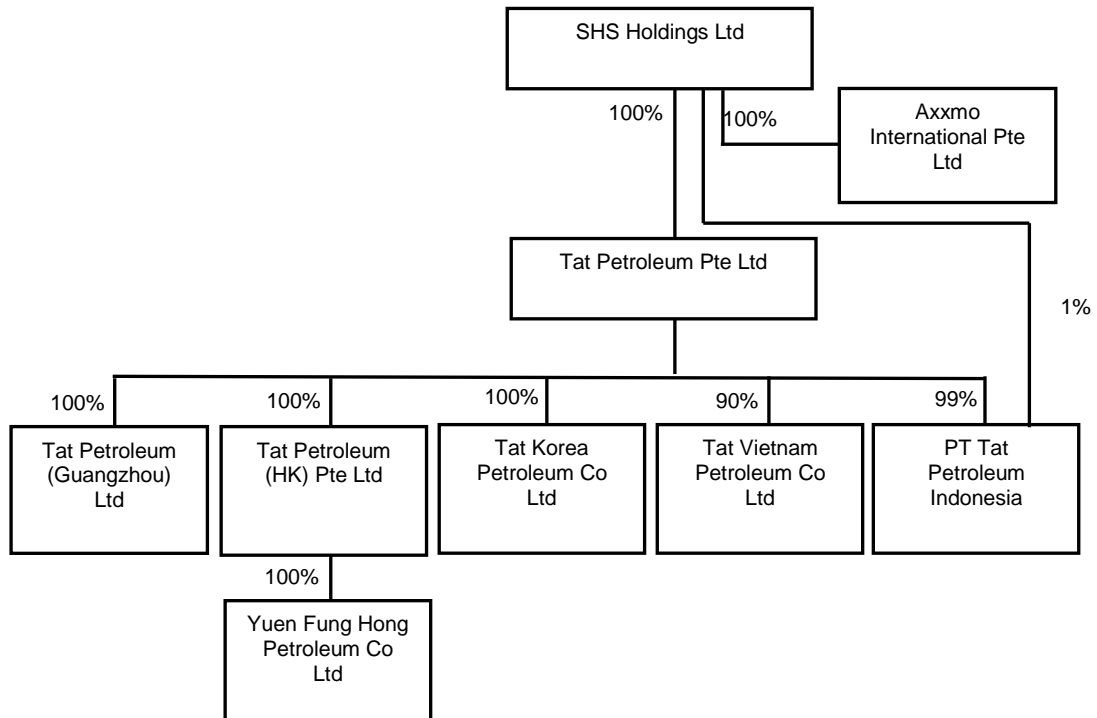 SHS Holdings Ltd
100%
100%
Axxmo
International Pte
Ltd
Tat Petroleum Pte Ltd
1%
100%
100%
100%
90%
99%
Tat Petroleum
(Guangzhou)
Ltd
Tat Petroleum
(HK) Pte Ltd
Tat Korea
Petroleum Co
Ltd
Tat Vietnam
Petroleum Co
Ltd
PT Tat
Petroleum
Indonesia
100%
Yuen Fung Hong
Petroleum Co
Ltd